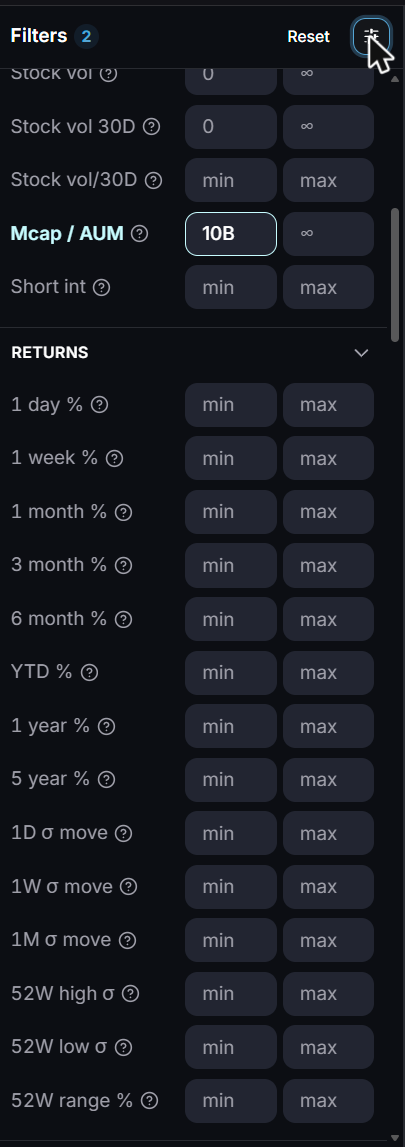 Filters 2 Reset
Stock vol ? 0 ∞
Stock vol 30D ? 0 ∞
Stock vol/30D ? min max
Mcap / AUM ? 10B ∞
Short int ? min max
RETURNS
1 day % ? min max
1 week % ? min max
1 month % ? min max
3 month % ? min max
6 month % ? min max
YTD % ? min max
1 year % ? min max
5 year % ? min max
1D σ move ? min max
1W σ move ? min max
1M σ move ? min max
52W high σ ? min max
52W low σ ? min max
52W range % ? min max